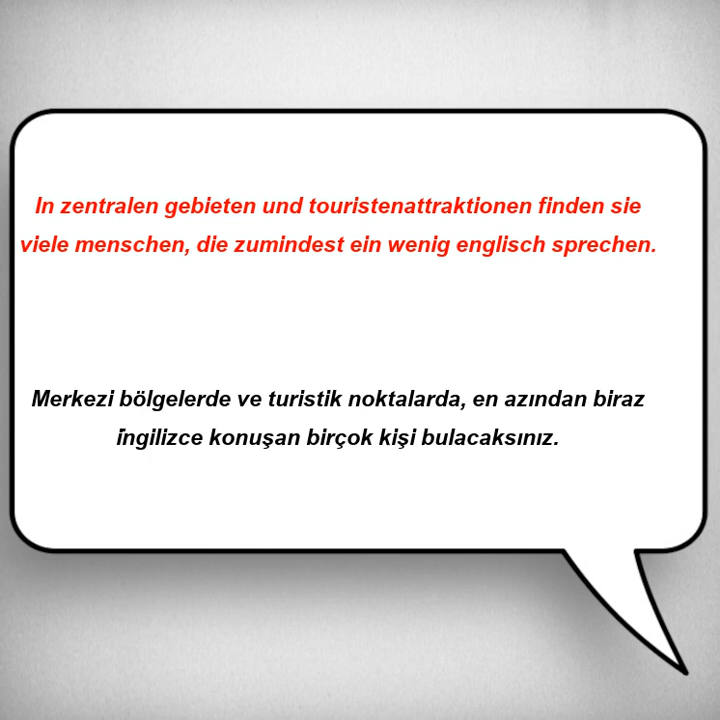 In zentralen gebieten und touristenattraktionen finden sie
viele menschen, die zumindest ein wenig englisch sprechen.
Merkezi bölgelerde ve turistik noktalarda, en azından biraz
i̇ngilizce konuşan birçok kişi bulacaksınız.